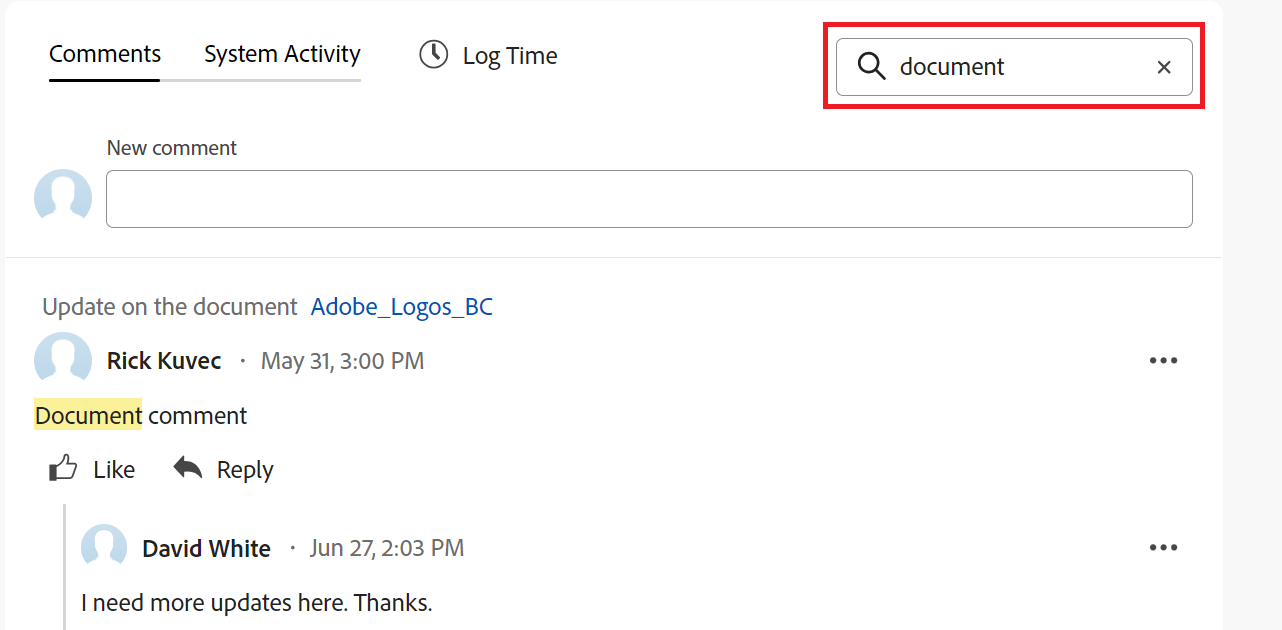 Comments System Activity Log Time document
New comment
Update on the document Adobe_Logos_BC
Rick Kuvec · May 31, 3:00 PM
Document comment
Like Reply
David White · Jun 27, 2:03 PM
I need more updates here. Thanks.